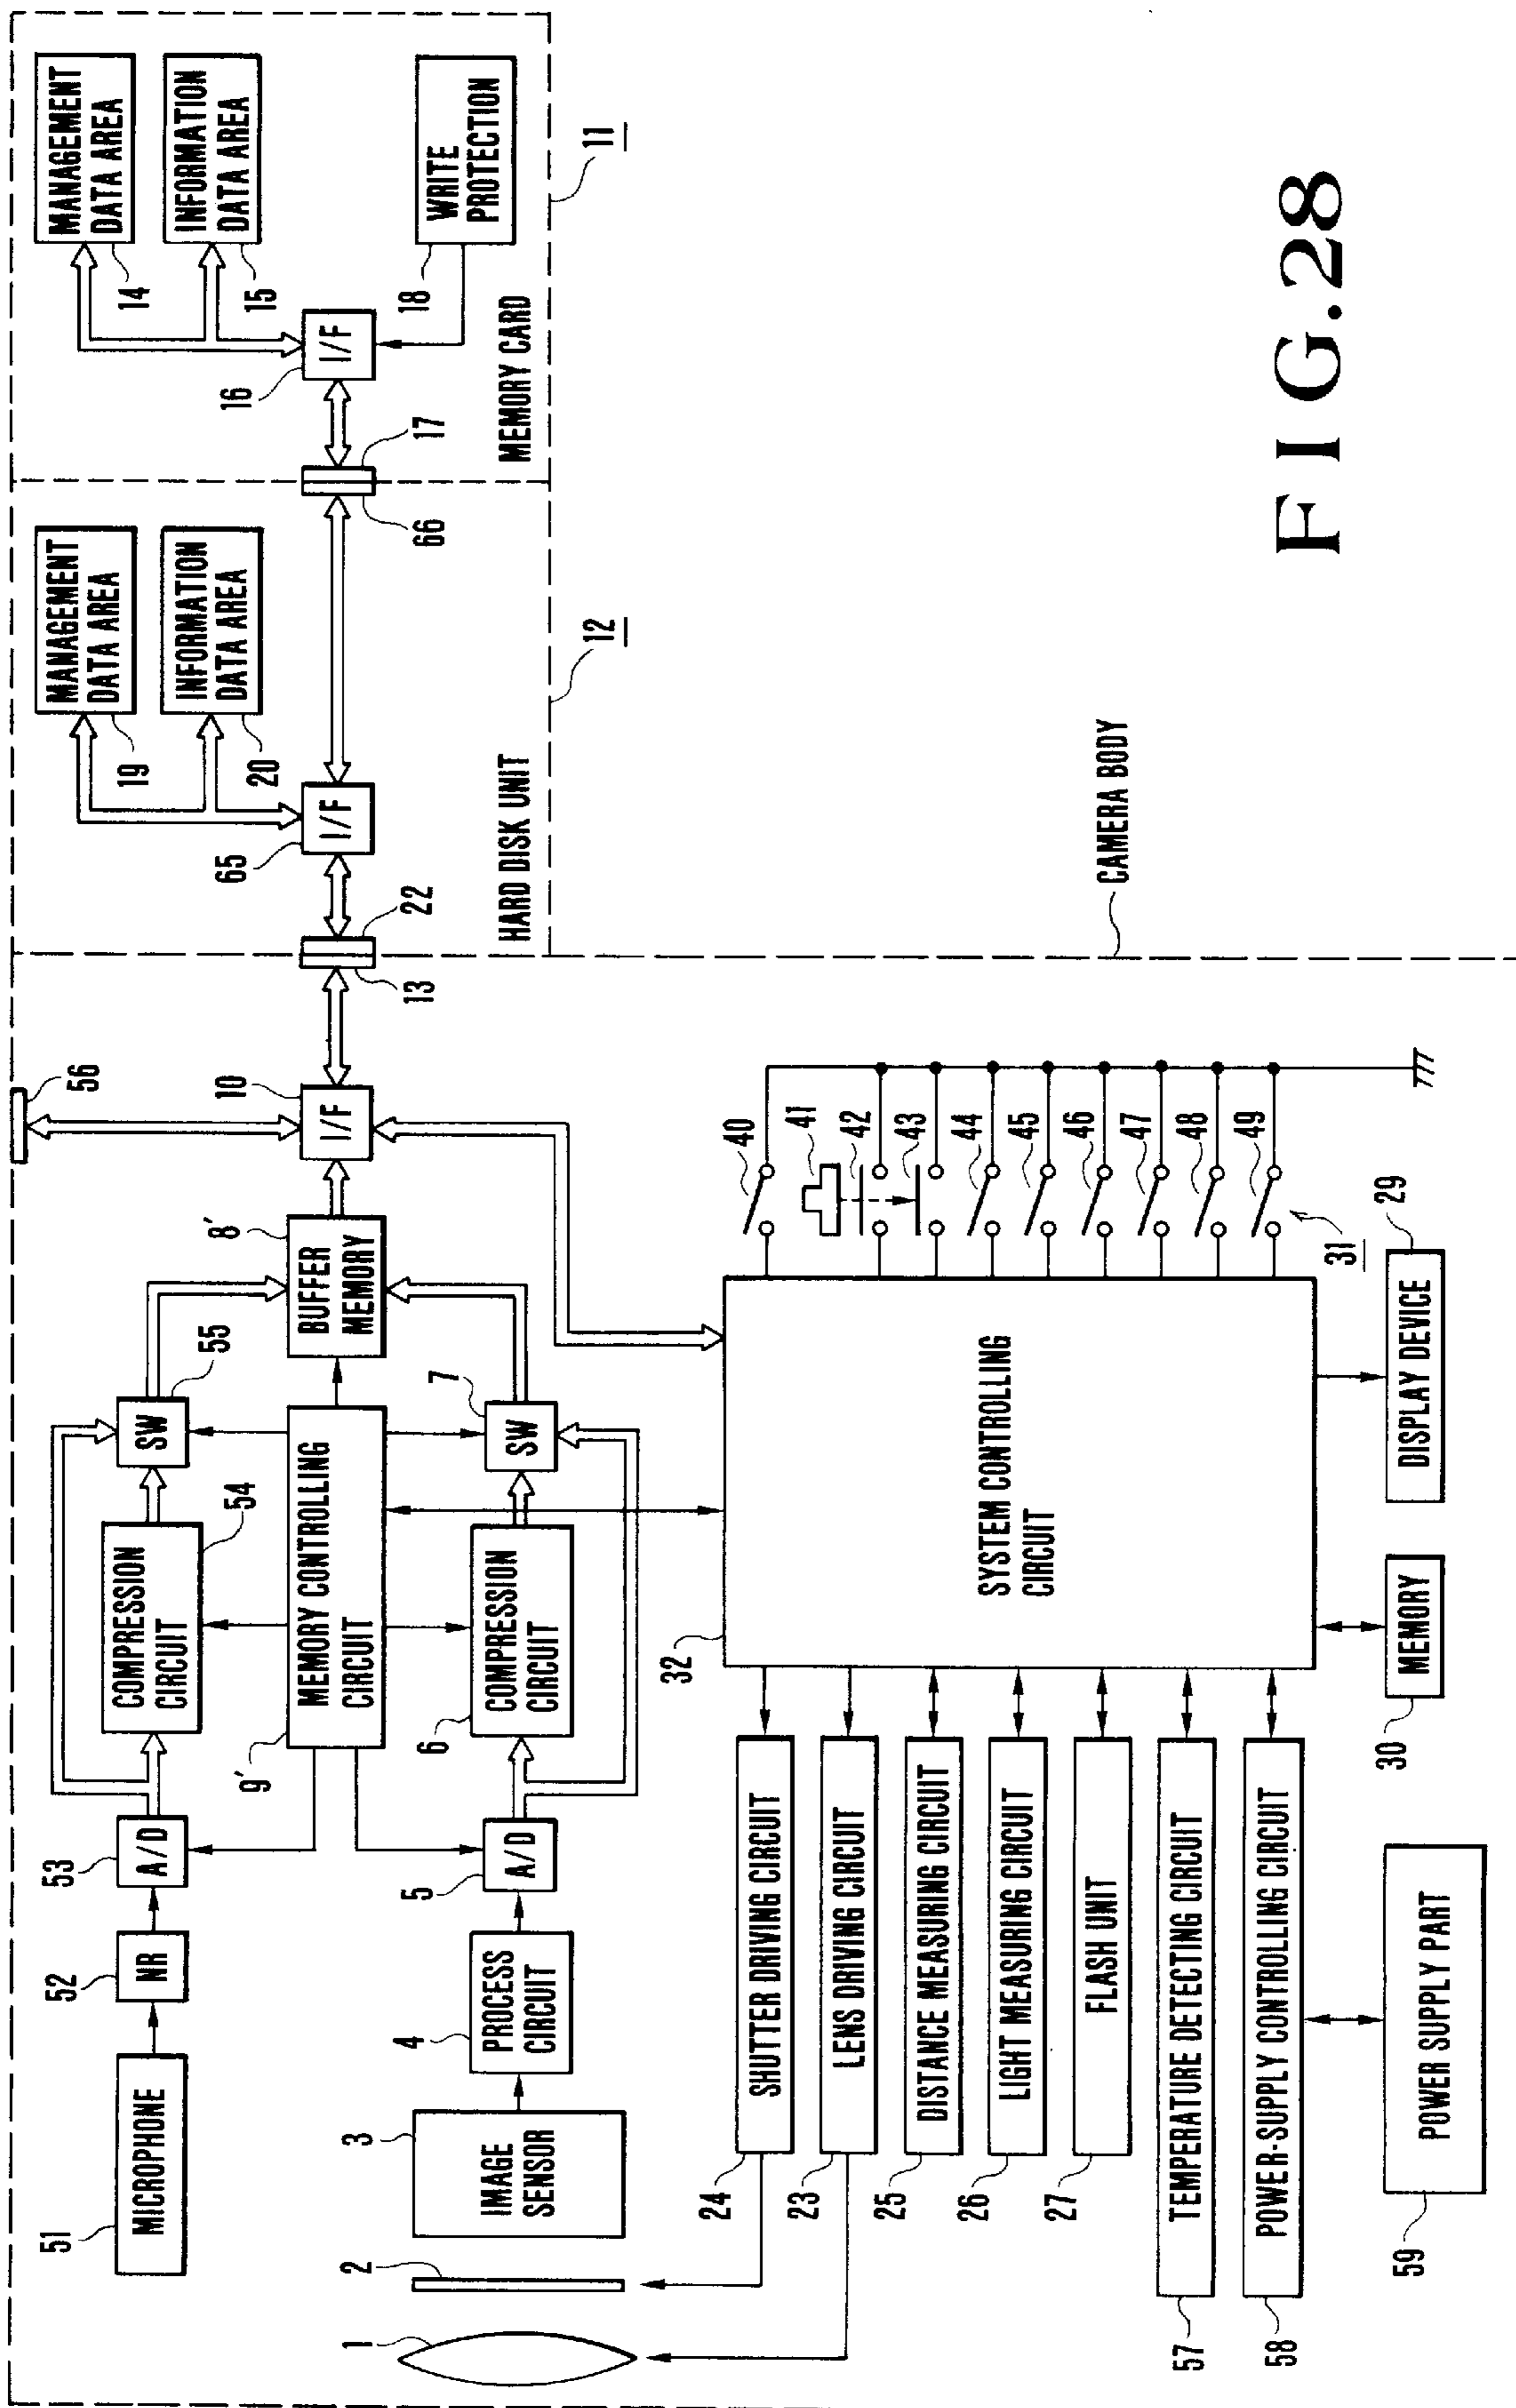 51
MICROPHONE
52
NR
53
A/D
COMPRESSION
CIRCUIT
54
SW
55
56
9'
MEMORY CONTROLLING
CIRCUIT
8'
BUFFER
MEMORY
10
I/F
13
22
1
2
3
IMAGE
SENSOR
4
PROCESS
CIRCUIT
5
A/D
6
COMPRESSION
CIRCUIT
7
SW
HARD DISK UNIT
65
I/F
19
MANAGEMENT
DATA AREA
20
INFORMATION
DATA AREA
12
66
17
MEMORY CARD
16
I/F
14
MANAGEMENT
DATA AREA
15
INFORMATION
DATA AREA
18
WRITE
PROTECTION
11
24
SHUTTER DRIVING CIRCUIT
23
LENS DRIVING CIRCUIT
25
DISTANCE MEASURING CIRCUIT
26
LIGHT MEASURING CIRCUIT
27
FLASH UNIT
57
TEMPERATURE DETECTING CIRCUIT
58
POWER-SUPPLY CONTROLLING CIRCUIT
59
POWER SUPPLY PART
32
SYSTEM CONTROLLING
CIRCUIT
30
MEMORY
29
DISPLAY DEVICE
40
41
42
43
44
45
46
47
48
49
31
CAMERA BODY
FIG.28